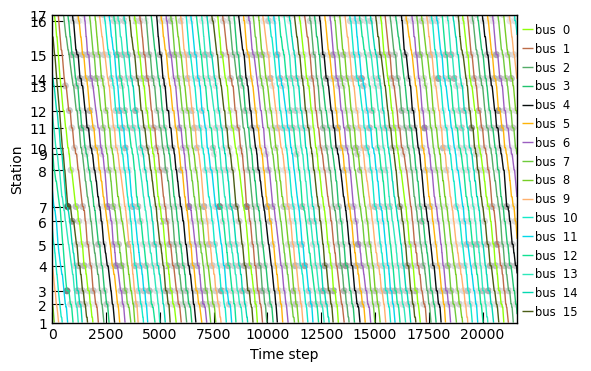 17
16
15
14
13
12
11
10
9
8
7
6
5
4
3
2
1
Station
0 2500 5000 7500 10000 12500 15000 17500 20000
Time step
bus 0
bus 1
bus 2
bus 3
bus 4
bus 5
bus 6
bus 7
bus 8
bus 9
bus 10
bus 11
bus 12
bus 13
bus 14
bus 15